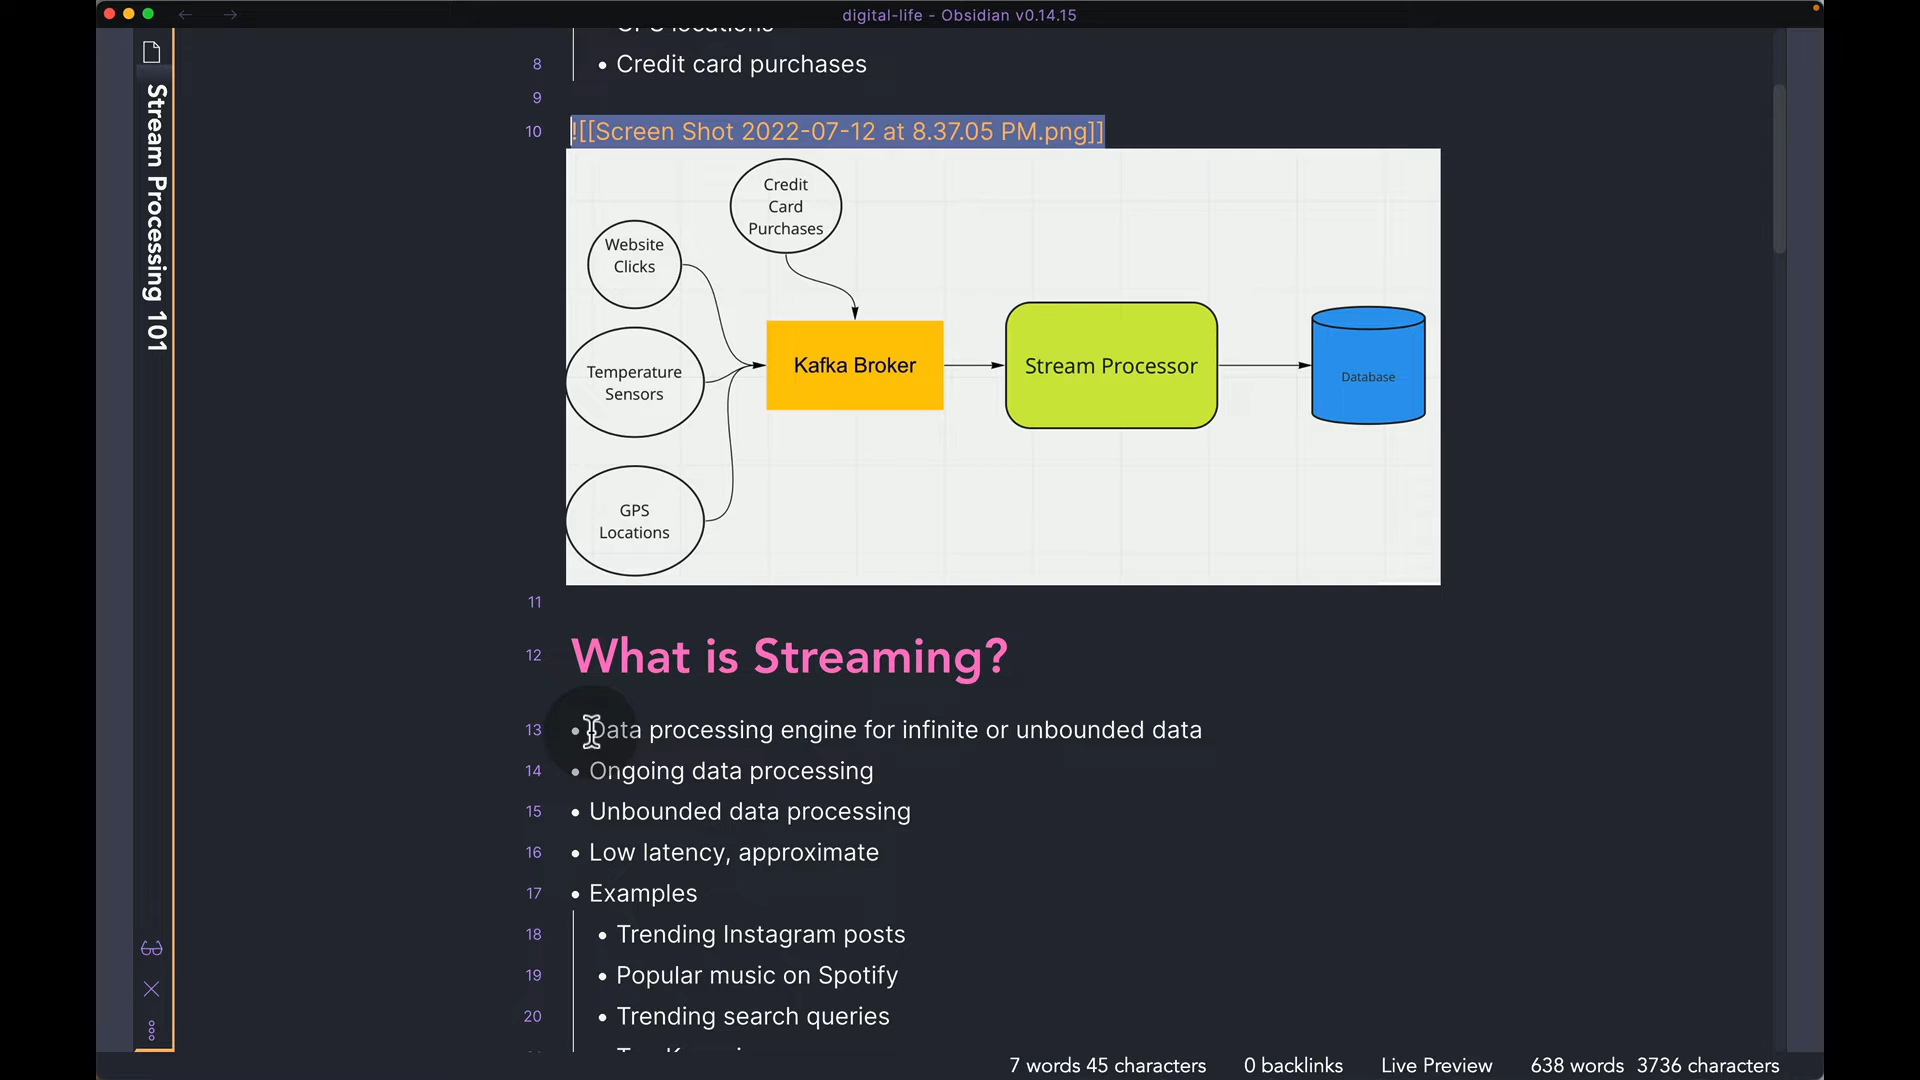 digital-life - Obsidian v0.14.15
Stream Processing 101
GPS locations
8
Credit card purchases
9
10
![[Screen Shot 2022-07-12 at 8.37.05 PM.png]]
Credit
Card
Purchases
Website
Clicks
Temperature
Sensors
GPS
Locations
Kafka Broker
Stream Processor
Database
11
12
What is Streaming?
13
Data processing engine for infinite or unbounded data
14
Ongoing data processing
15
Unbounded data processing
16
Low latency, approximate
17
Examples
18
Trending Instagram posts
19
Popular music on Spotify
20
Trending search queries
7 words 45 characters
0 backlinks
Live Preview
638 words 3736 characters